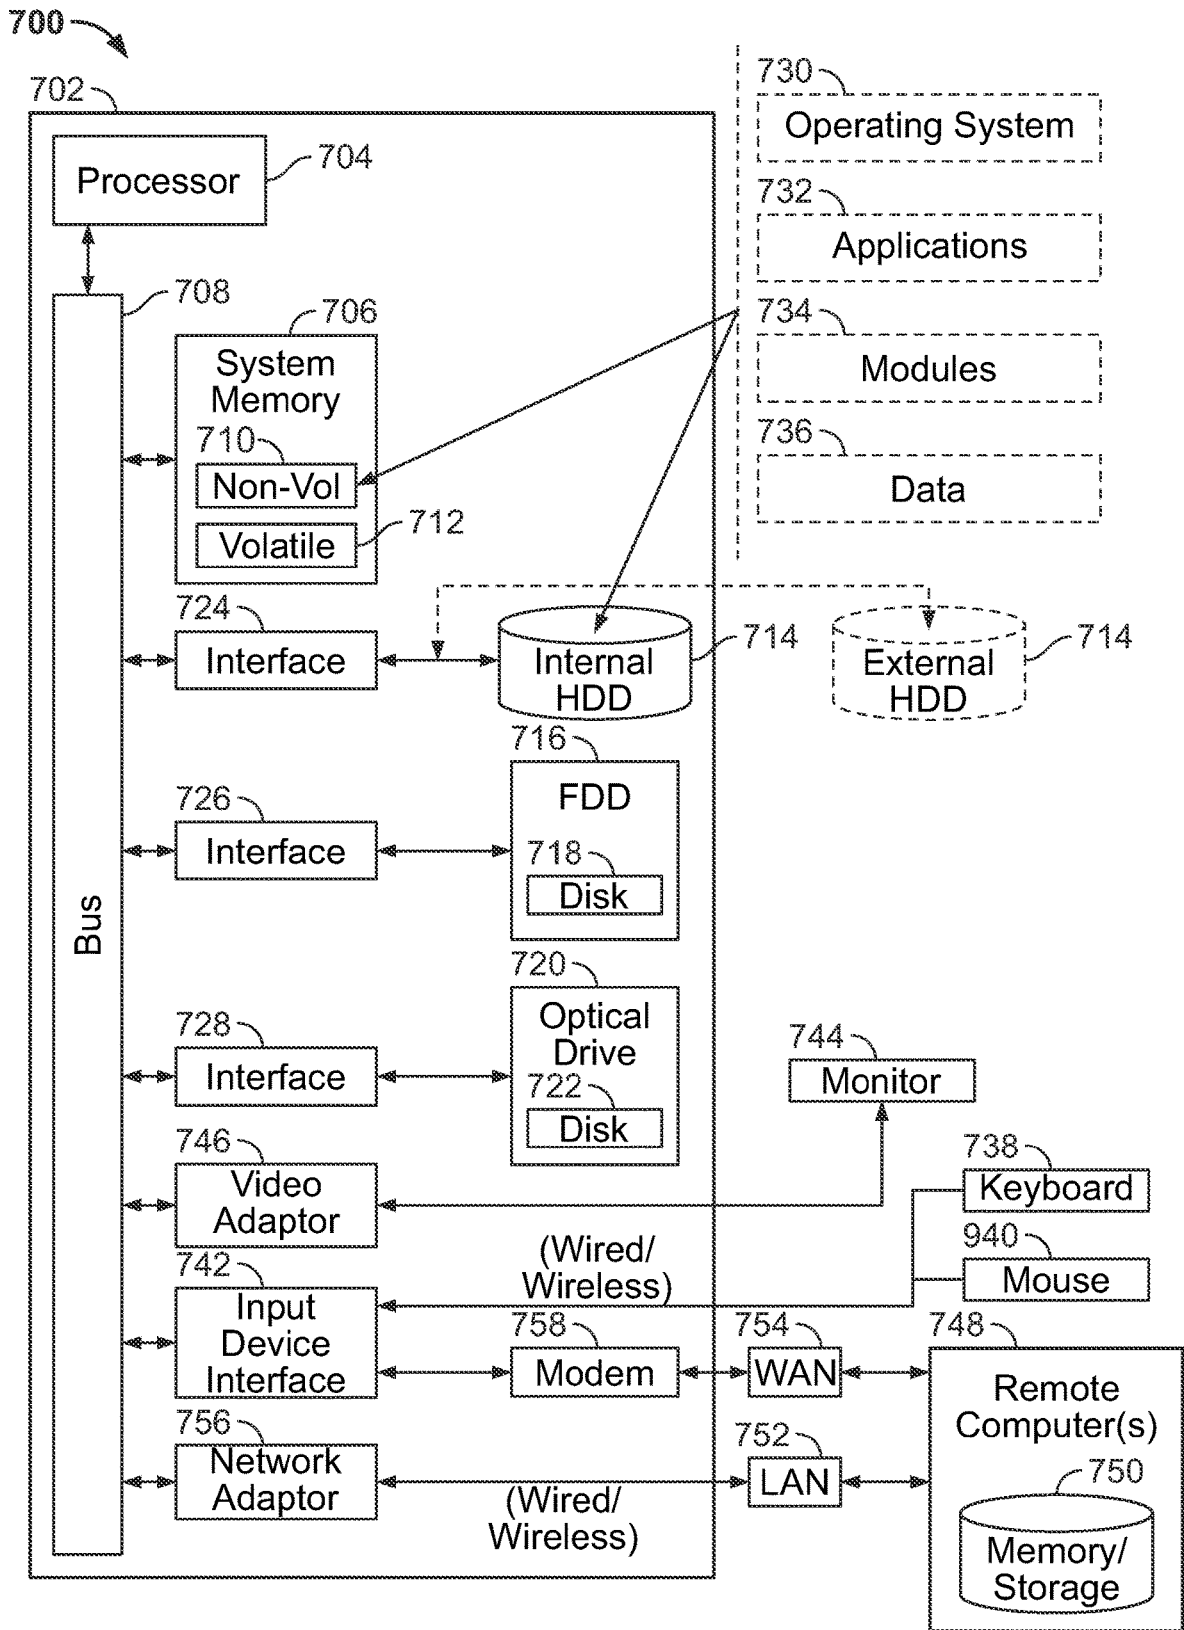 700
702
Processor
704
708
Bus
706
System
Memory
710
Non-Vol
Volatile
712
730
Operating System
732
Applications
734
Modules
736
Data
724
Interface
Internal
HDD
714
External
HDD
714
726
Interface
716
FDD
718
Disk
728
Interface
720
Optical
Drive
722
Disk
744
Monitor
746
Video
Adaptor
738
Keyboard
940
Mouse
(Wired/
Wireless)
742
Input
Device
Interface
758
Modem
754
WAN
748
Remote
Computer(s)
750
Memory/
Storage
756
Network
Adaptor
(Wired/
Wireless)
752
LAN